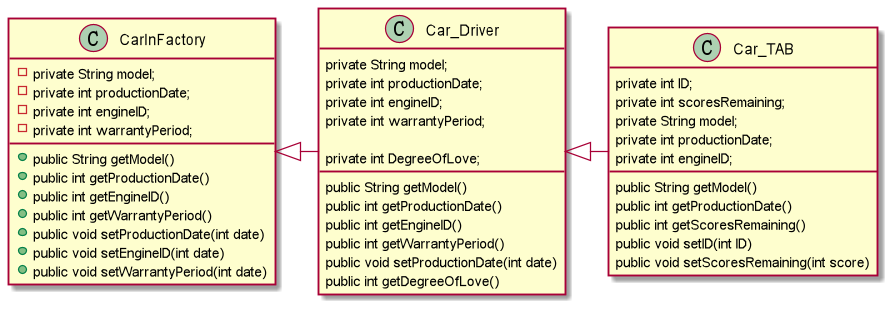 C CarInFactory
private String model;
private int productionDate;
private int engineID;
private int warrantyPeriod;
public String getModel()
public int getProductionDate()
public int getEngineID()
public int getWarrantyPeriod()
public void setProductionDate(int date)
public void setEngineID(int date)
public void setWarrantyPeriod(int date)
C Car_Driver
private String model;
private int productionDate;
private int engineID;
private int warrantyPeriod;
private int DegreeOfLove;
public String getModel()
public int getProductionDate()
public int getEngineID()
public int getWarrantyPeriod()
public void setProductionDate(int date)
public int getDegreeOfLove()
C Car_TAB
private int ID;
private int scoresRemaining;
private String model;
private int productionDate;
private int engineID;
public String getModel()
public int getProductionDate()
public int getScoresRemaining()
public void setID(int ID)
public void setScoresRemaining(int score)